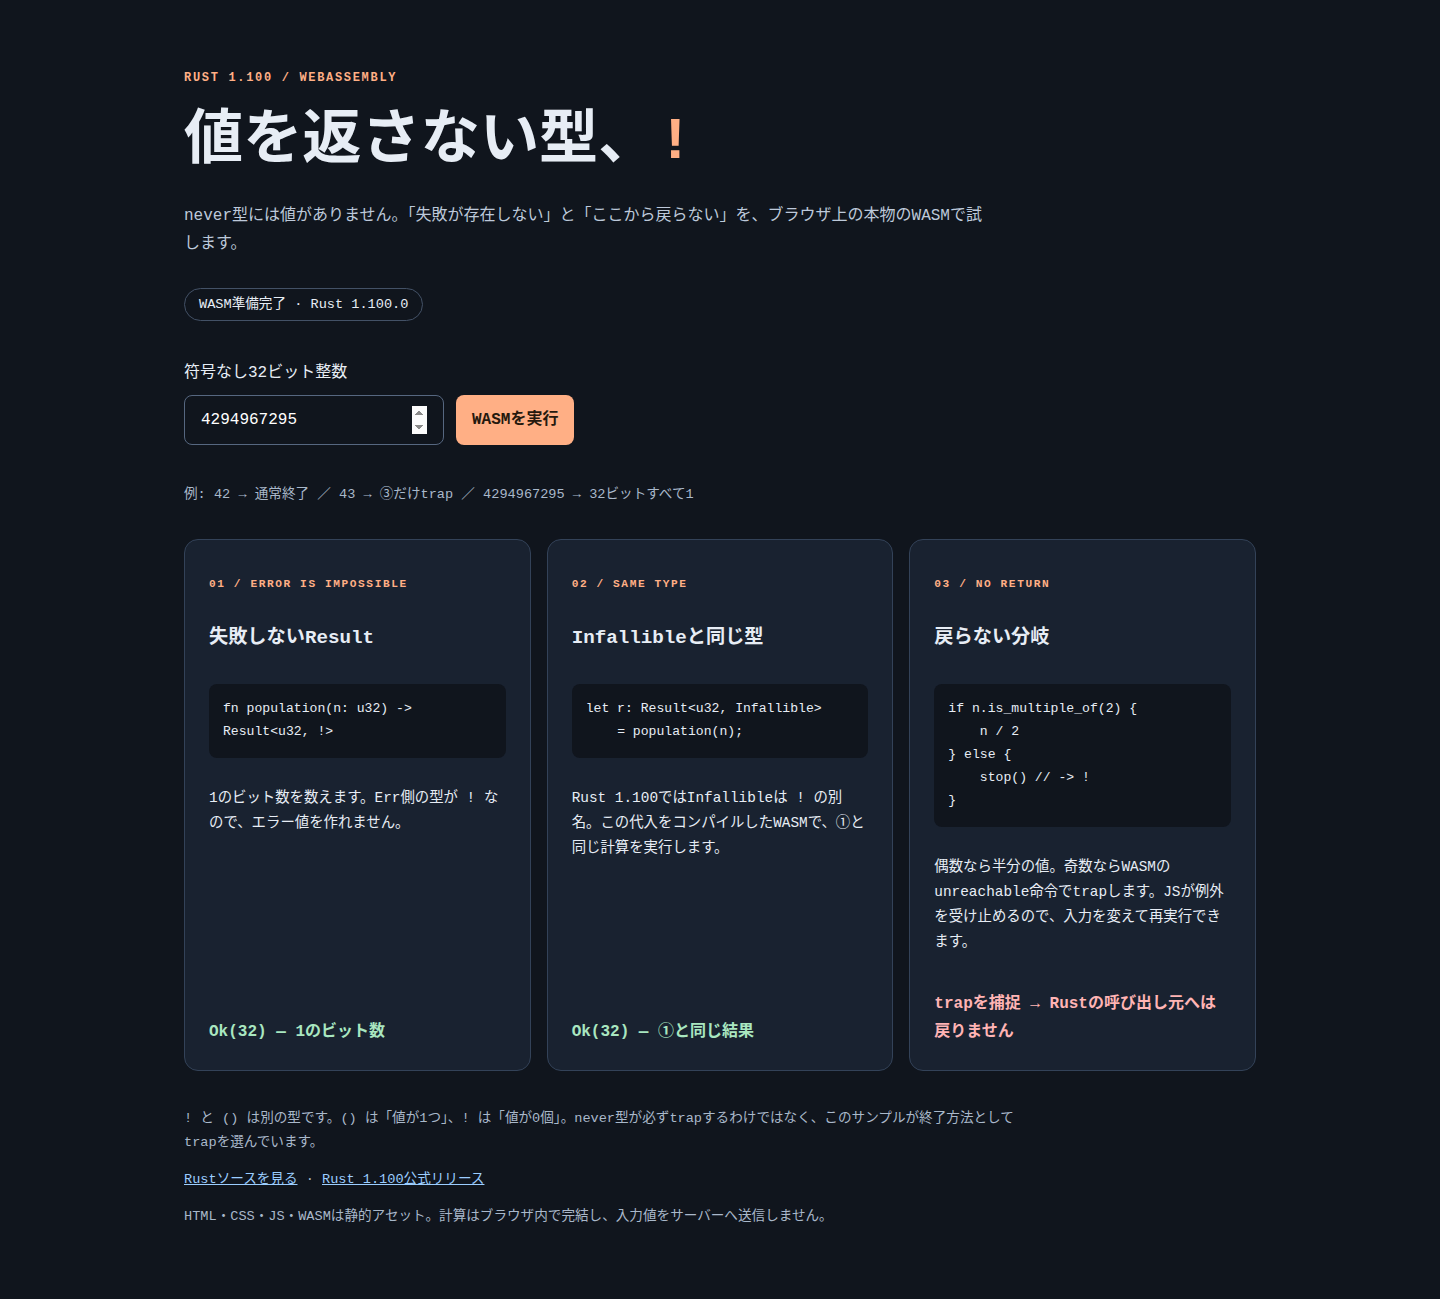 RUST 1.100 / WEBASSEMBLY
値を返さない型、!
never型には値がありません。「失敗が存在しない」と「ここから戻らない」を、ブラウザ上の本物のWASMで試
します。
WASM準備完了 · Rust 1.100.0
符号なし32ビット整数
4294967295
WASMを実行
例: 42 → 通常終了 ／ 43 → ③だけtrap ／ 4294967295 → 32ビットすべて1
01 / ERROR IS IMPOSSIBLE
失敗しないResult
fn population(n: u32) ->
Result<u32, !>
1のビット数を数えます。Err側の型が ! な
ので、エラー値を作れません。
Ok(32) — 1のビット数
02 / SAME TYPE
Infallibleと同じ型
let r: Result<u32, Infallible>
    = population(n);
Rust 1.100ではInfallibleは ! の別
名。この代入をコンパイルしたWASMで、①と
同じ計算を実行します。
Ok(32) — ①と同じ結果
03 / NO RETURN
戻らない分岐
if n.is_multiple_of(2) {
    n / 2
} else {
    stop() // -> !
}
偶数なら半分の値。奇数ならWASMの
unreachable命令でtrapします。JSが例外
を受け止めるので、入力を変えて再実行でき
ます。
trapを捕捉 → Rustの呼び出し元へは
戻りません
! と () は別の型です。() は「値が1つ」、! は「値が0個」。never型が必ずtrapするわけではなく、このサンプルが終了方法として
trapを選んでいます。
Rustソースを見る · Rust 1.100公式リリース
HTML・CSS・JS・WASMは静的アセット。計算はブラウザ内で完結し、入力値をサーバーへ送信しません。